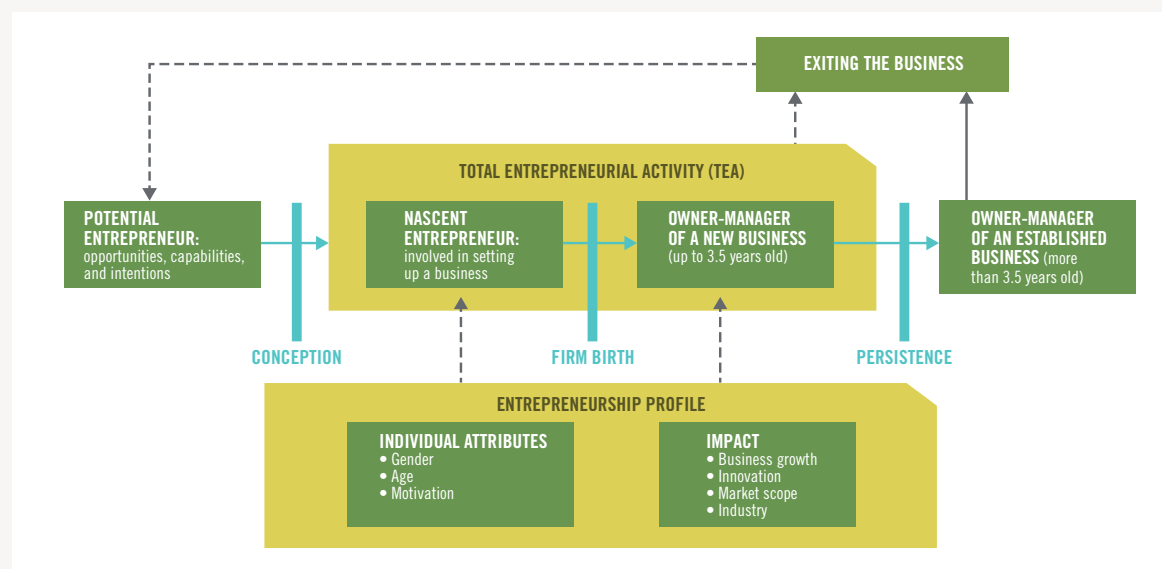 EXITING THE BUSINESS
TOTAL ENTREPRENEURIAL ACTIVITY (TEA)
POTENTIAL
ENTREPRENEUR:
opportunities, capabilities,
and intentions
NASCENT
ENTREPRENEUR:
involved in setting
up a business
OWNER-MANAGER
OF A NEW BUSINESS
(up to 3.5 years old)
OWNER-MANAGER
OF AN ESTABLISHED
BUSINESS (more
than 3.5 years old)
CONCEPTION
FIRM BIRTH
PERSISTENCE
ENTREPRENEURSHIP PROFILE
INDIVIDUAL ATTRIBUTES
• Gender
• Age
• Motivation
IMPACT
• Business growth
• Innovation
• Market scope
• Industry